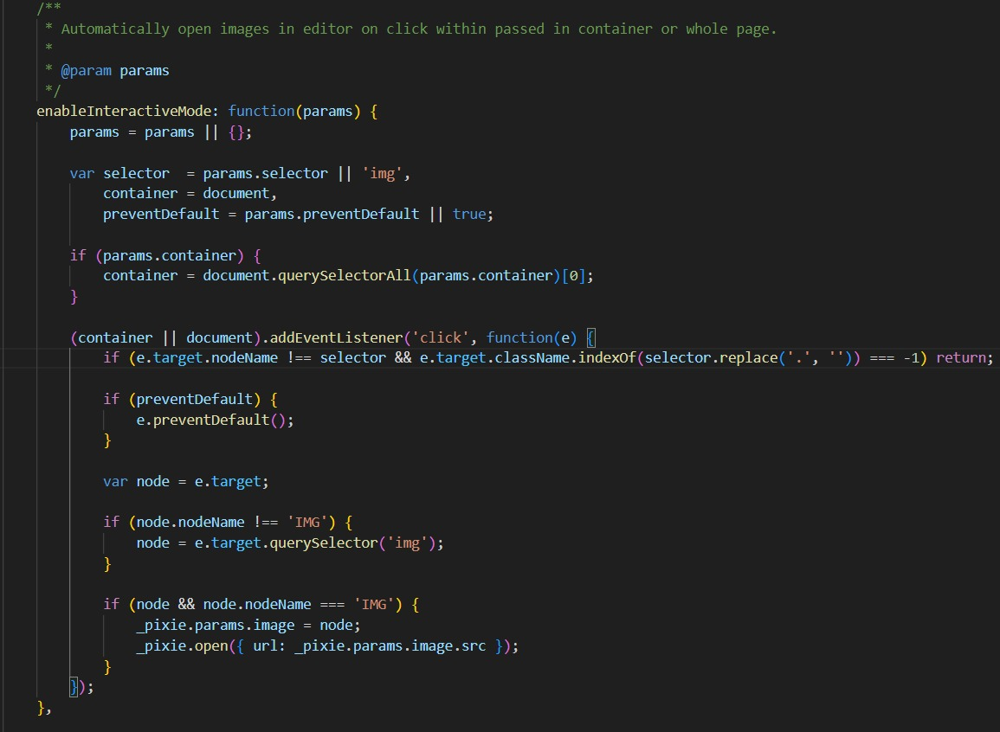 /**
 * Automatically open images in editor on click within passed in container or whole page.
 *
 * @param params
 */
enableInteractiveMode: function(params) {
    params = params || {};

    var selector  = params.selector || 'img',
        container = document,
        preventDefault = params.preventDefault || true;

    if (params.container) {
        container = document.querySelectorAll(params.container)[0];
    }

    (container || document).addEventListener('click', function(e) {
        if (e.target.nodeName !== selector && e.target.className.indexOf(selector.replace('.', '')) === -1) return;

        if (preventDefault) {
            e.preventDefault();
        }

        var node = e.target;

        if (node.nodeName !== 'IMG') {
            node = e.target.querySelector('img');
        }

        if (node && node.nodeName === 'IMG') {
            _pixie.params.image = node;
            _pixie.open({ url: _pixie.params.image.src });
        }
    });
},